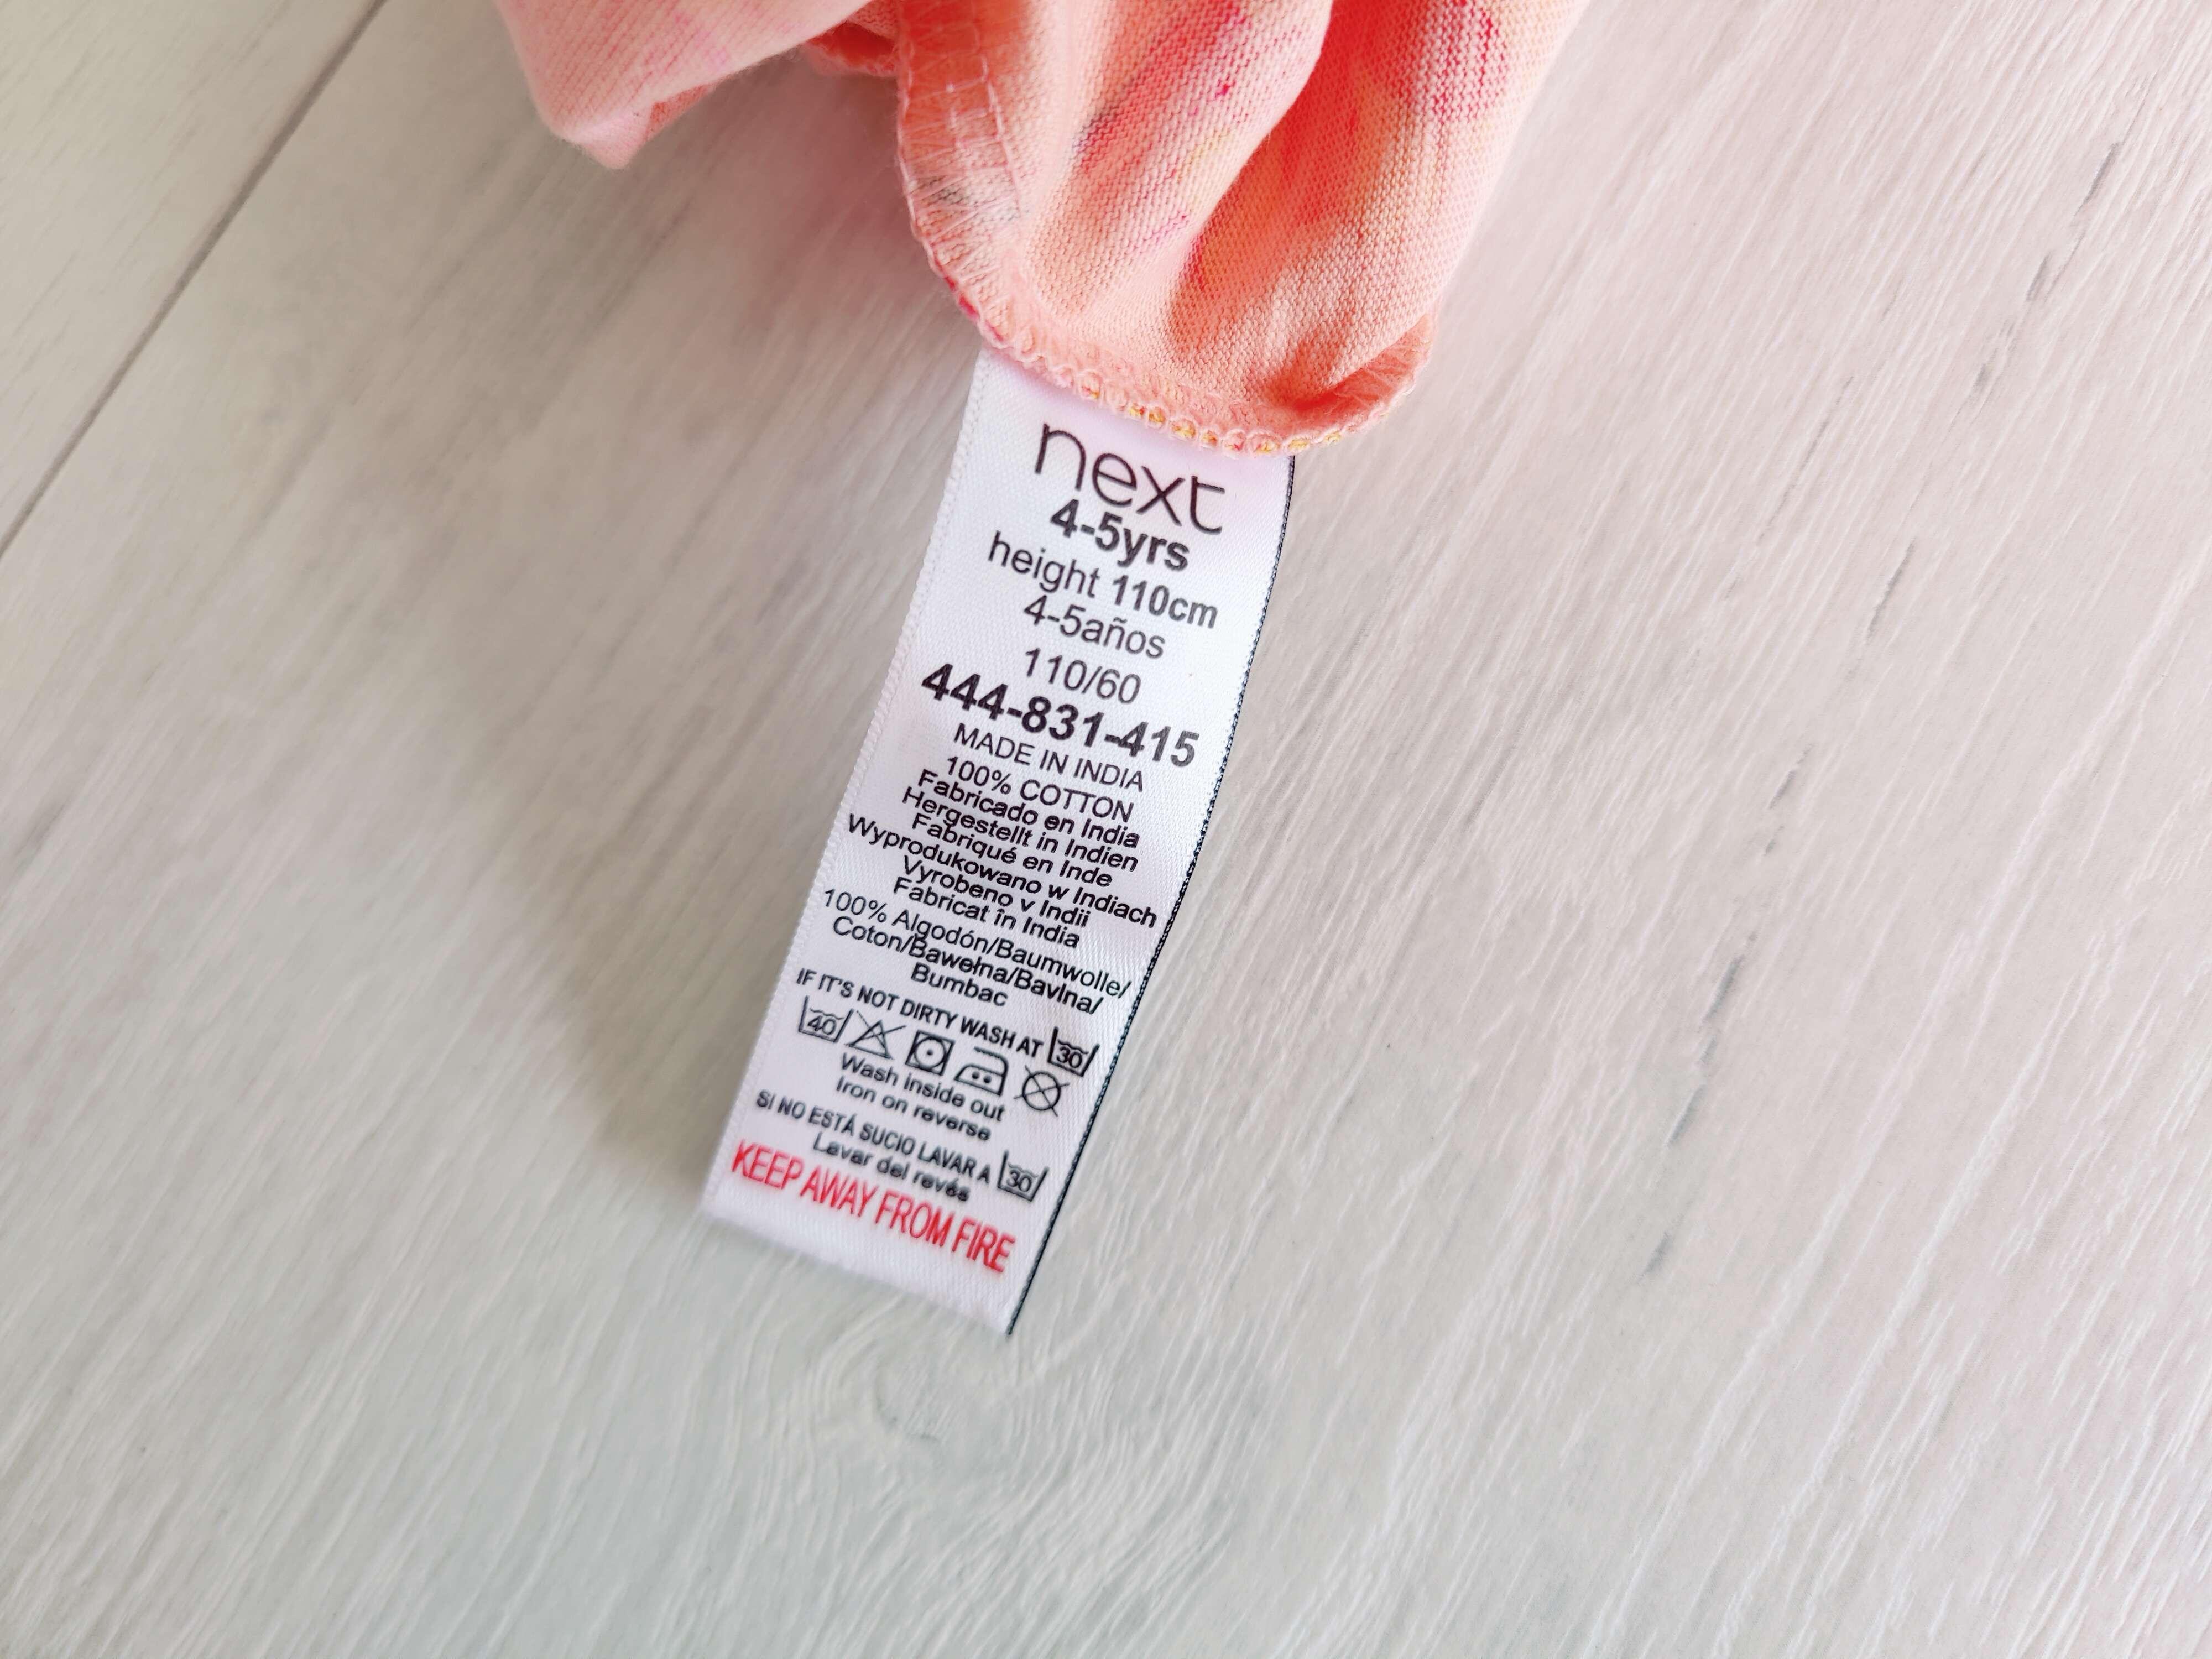 next
4-5yrs
height 110cm
4-5años
110/60
444-831-415
MADE IN INDIA
100% COTTON
Fabricado en India
Hergestellt in Indien
Fabriqué en Inde
Wyprodukowano w Indiach
Vyrobeno v Indii
Fabricat în India
100% Algodón/Baumwolle/
Coton/Bawełna/Bavlna/
Bumbac
IF IT'S NOT DIRTY WASH AT 30
40
Wash inside out
Iron on reverse
SI NO ESTÁ SUCIO LAVAR A 30
Lavar del revés
KEEP AWAY FROM FIRE